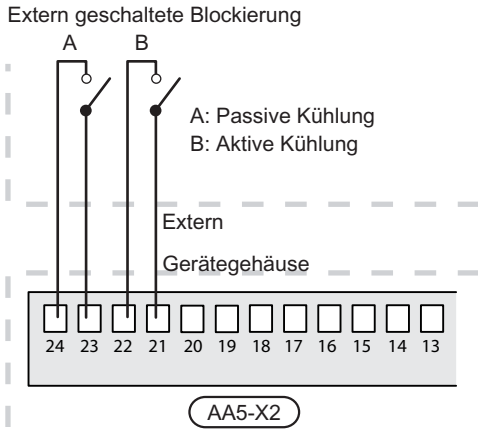 Extern geschaltete Blockierung
A B
A: Passive Kühlung
B: Aktive Kühlung
Extern
Gerätegehäuse
24 23 22 21 20 19 18 17 16 15 14 13
AA5-X2